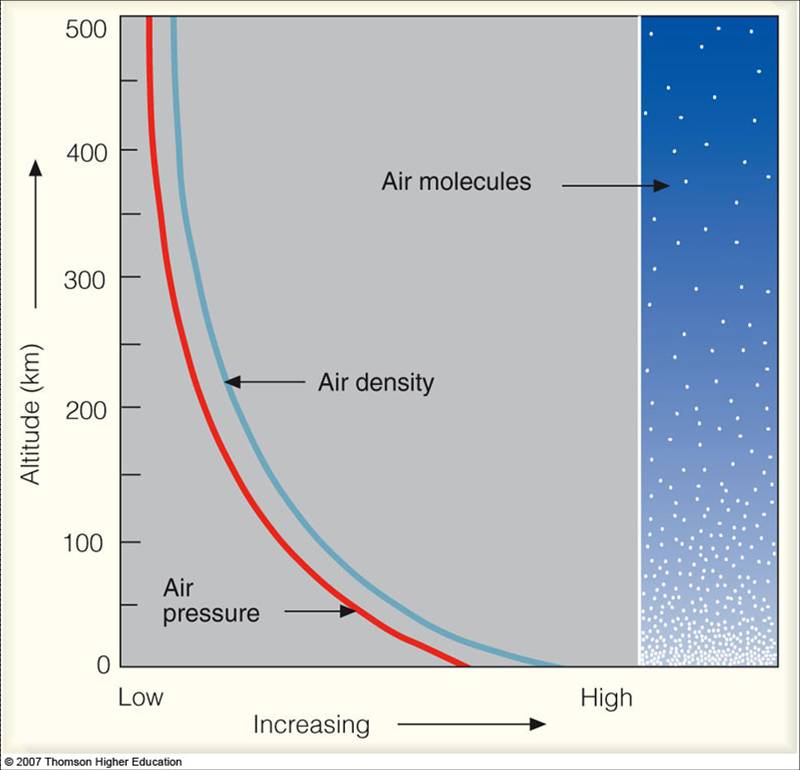 500
400
300
200
100
0
Altitude (km)
Air molecules
Air density
Air
pressure
Low
High
Increasing
© 2007 Thomson Higher Education